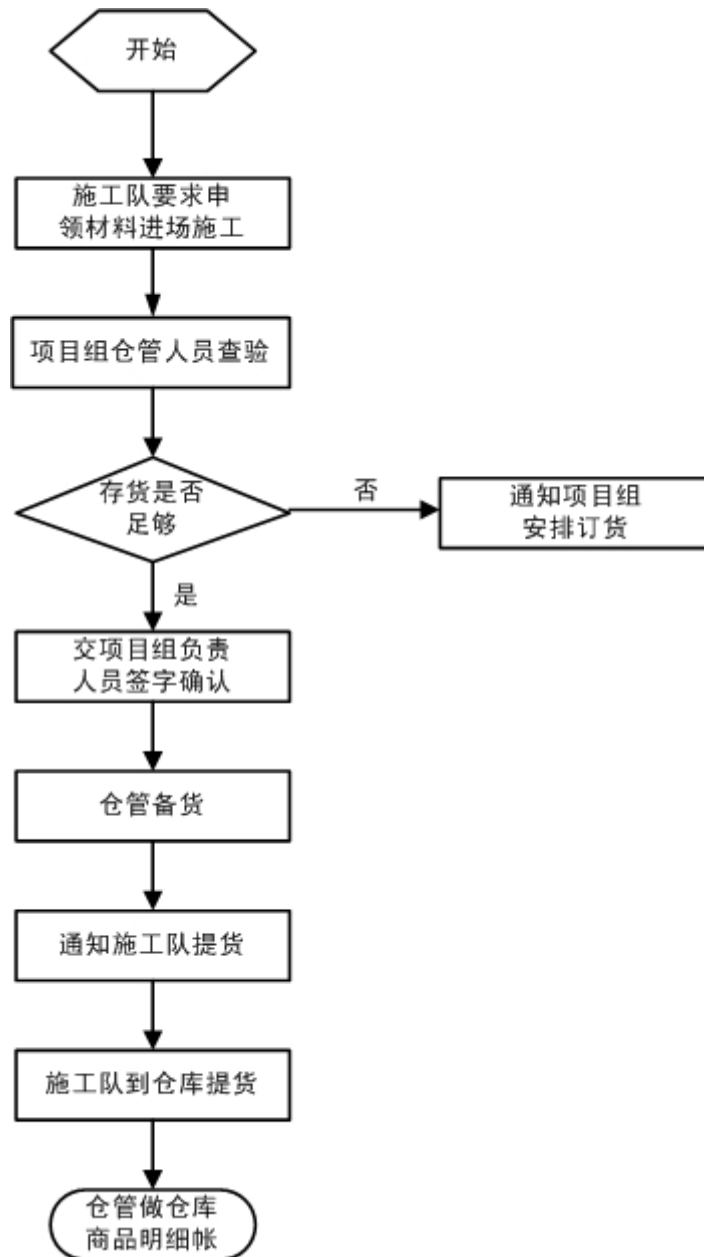 开始
施工队要求申
领材料进场施工
项目组仓管人员查验
存货是否
足够
否
通知项目组
安排订货
是
交项目组负责
人员签字确认
仓管备货
通知施工队提货
施工队到仓库提货
仓管做仓库
商品明细帐